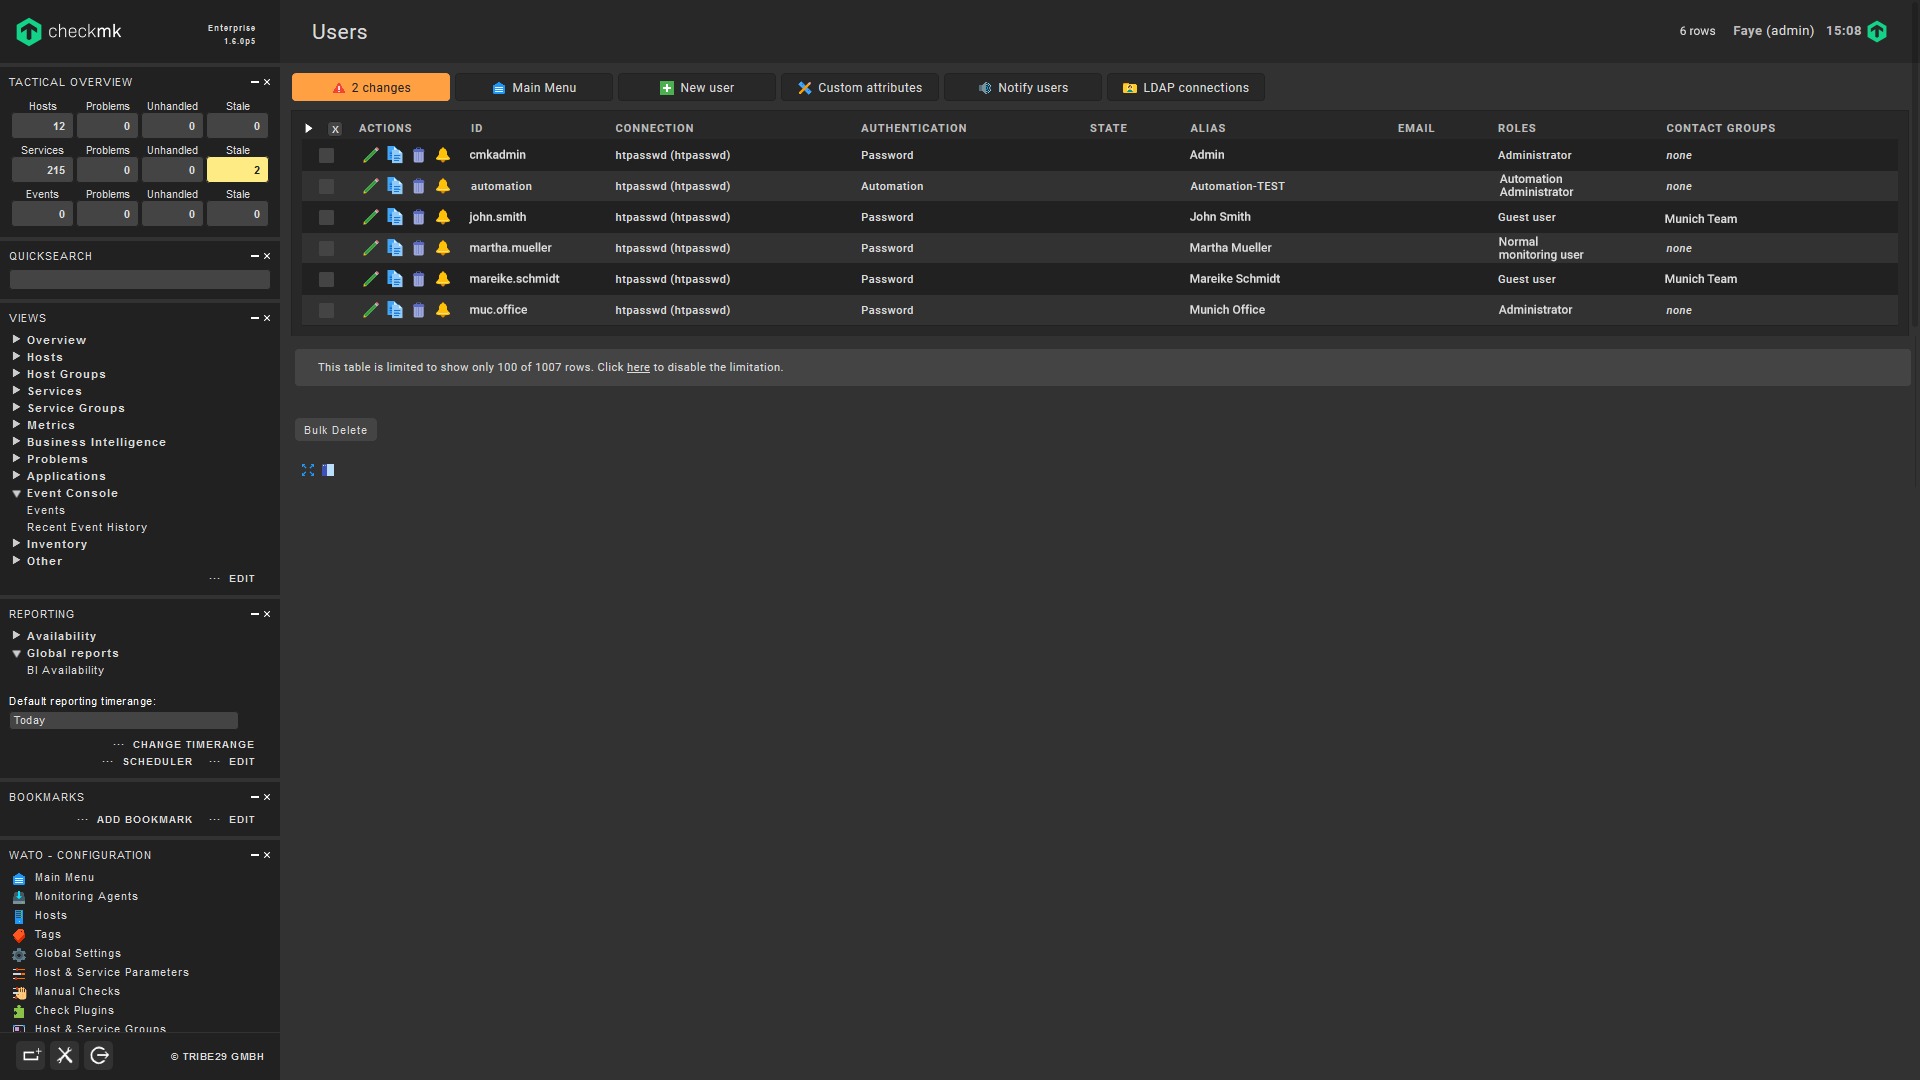 checkmk
Enterprise
1.6.0p5
Users
6 rows Faye (admin) 15:08
TACTICAL OVERVIEW
Hosts Problems Unhandled Stale
12 0 0 0
Services Problems Unhandled Stale
215 0 0 2
Events Problems Unhandled Stale
0 0 0 0
QUICKSEARCH
VIEWS
Overview
Hosts
Host Groups
Services
Service Groups
Metrics
Business Intelligence
Problems
Applications
Event Console
Events
Recent Event History
Inventory
Other
EDIT
REPORTING
Availability
Global reports
BI Availability
Default reporting timerange:
Today
CHANGE TIMERANGE
SCHEDULER EDIT
BOOKMARKS
ADD BOOKMARK EDIT
WATO - CONFIGURATION
Main Menu
Monitoring Agents
Hosts
Tags
Global Settings
Host & Service Parameters
Manual Checks
Check Plugins
Host & Service Groups
© TRIBE29 GMBH
2 changes Main Menu New user Custom attributes Notify users LDAP connections
X ACTIONS ID CONNECTION AUTHENTICATION STATE ALIAS EMAIL ROLES CONTACT GROUPS
cmkadmin htpasswd (htpasswd) Password Admin Administrator none
automation htpasswd (htpasswd) Automation Automation-TEST Automation Administrator none
john.smith htpasswd (htpasswd) Password John Smith Guest user Munich Team
martha.mueller htpasswd (htpasswd) Password Martha Mueller Normal monitoring user none
mareike.schmidt htpasswd (htpasswd) Password Mareike Schmidt Guest user Munich Team
muc.office htpasswd (htpasswd) Password Munich Office Administrator none
This table is limited to show only 100 of 1007 rows. Click here to disable the limitation.
Bulk Delete